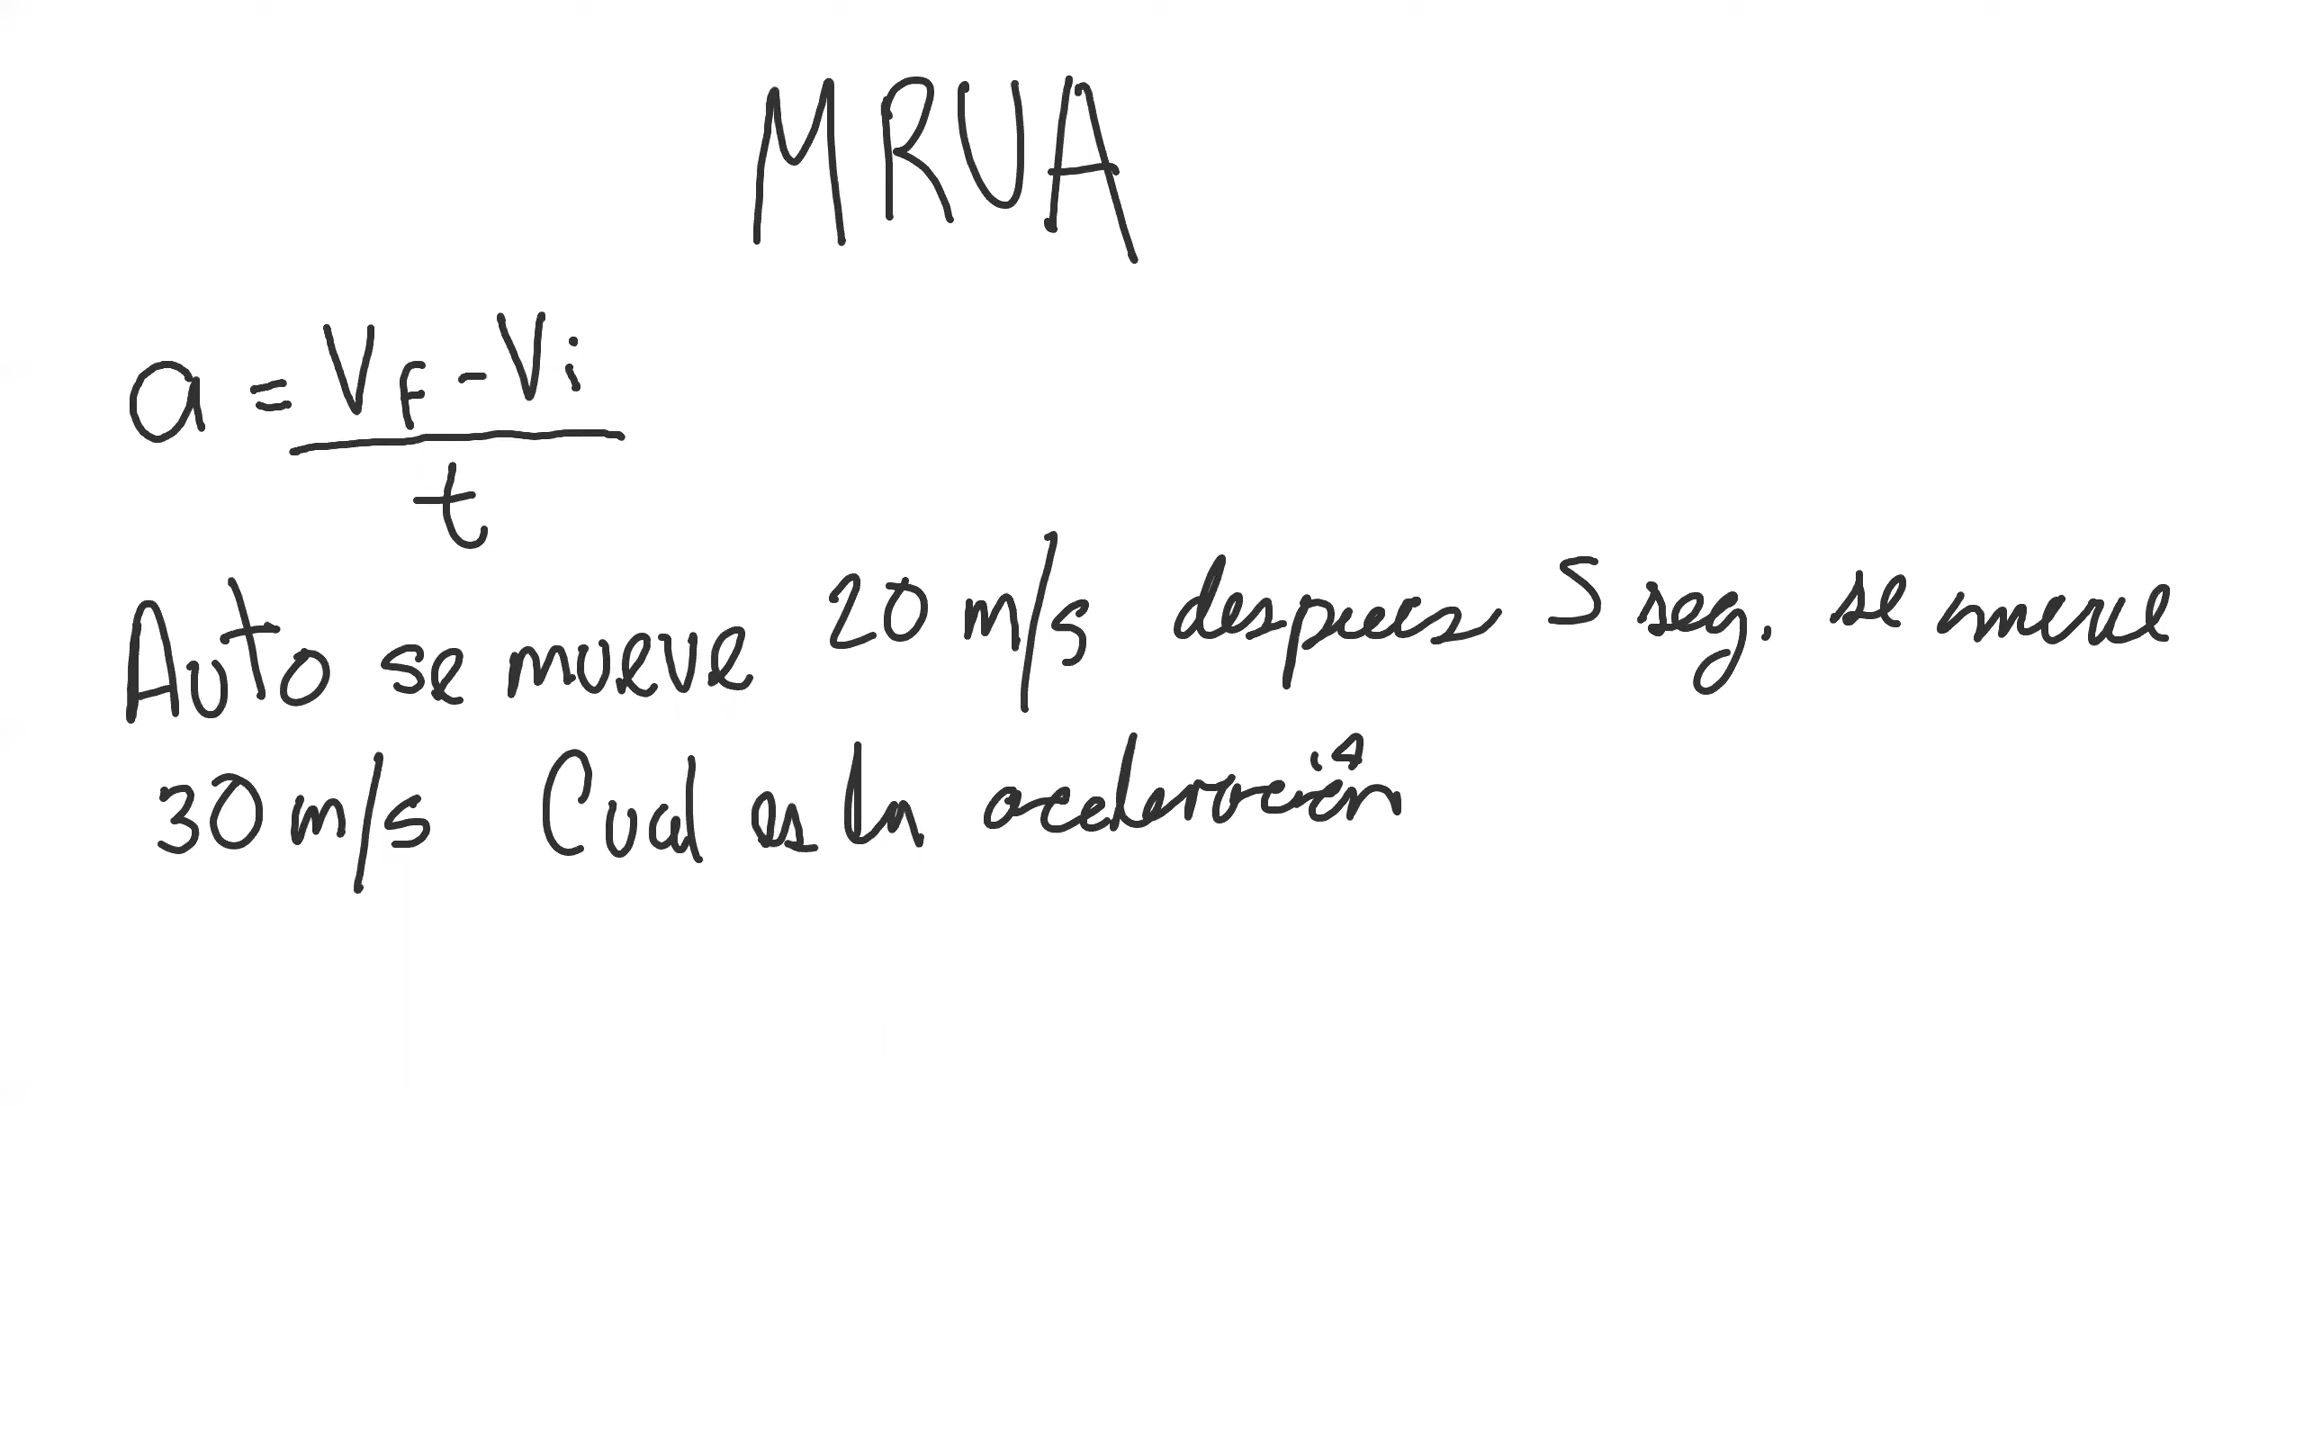 MRUA
a = VF - Vi
t
Auto se mueve 20 m/s despues 5 seg. se mueve
30 m/s Cual es la aceleración